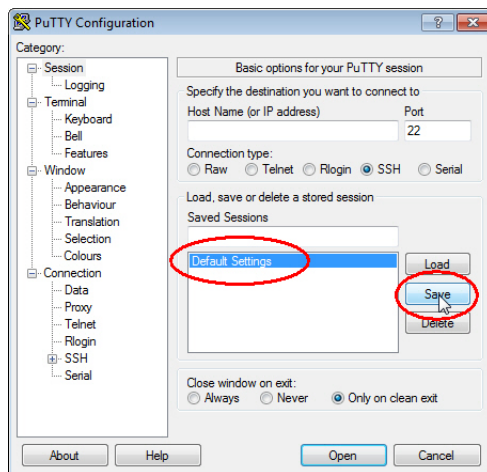 PuTTY Configuration
Category:
Session
Logging
Terminal
Keyboard
Bell
Features
Window
Appearance
Behaviour
Translation
Selection
Colours
Connection
Data
Proxy
Telnet
Rlogin
SSH
Serial
Basic options for your PuTTY session
Specify the destination you want to connect to
Host Name (or IP address) Port
22
Connection type:
Raw Telnet Rlogin SSH Serial
Load, save or delete a stored session
Saved Sessions
Default Settings
Load
Save
Delete
Close window on exit:
Always Never Only on clean exit
About Help Open Cancel